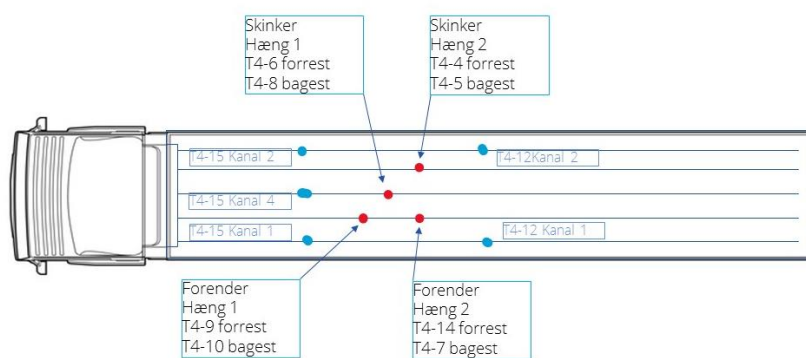 Skinker
Hæng 1
T4-6 forrest
T4-8 bagest
Skinker
Hæng 2
T4-4 forrest
T4-5 bagest
T4-15 Kanal 2
T4-12Kanal 2
T4-15 Kanal 4
T4-15 Kanal 1
T4-12 Kanal 1
Forender
Hæng 1
T4-9 forrest
T4-10 bagest
Forender
Hæng 2
T4-14 forrest
T4-7 bagest